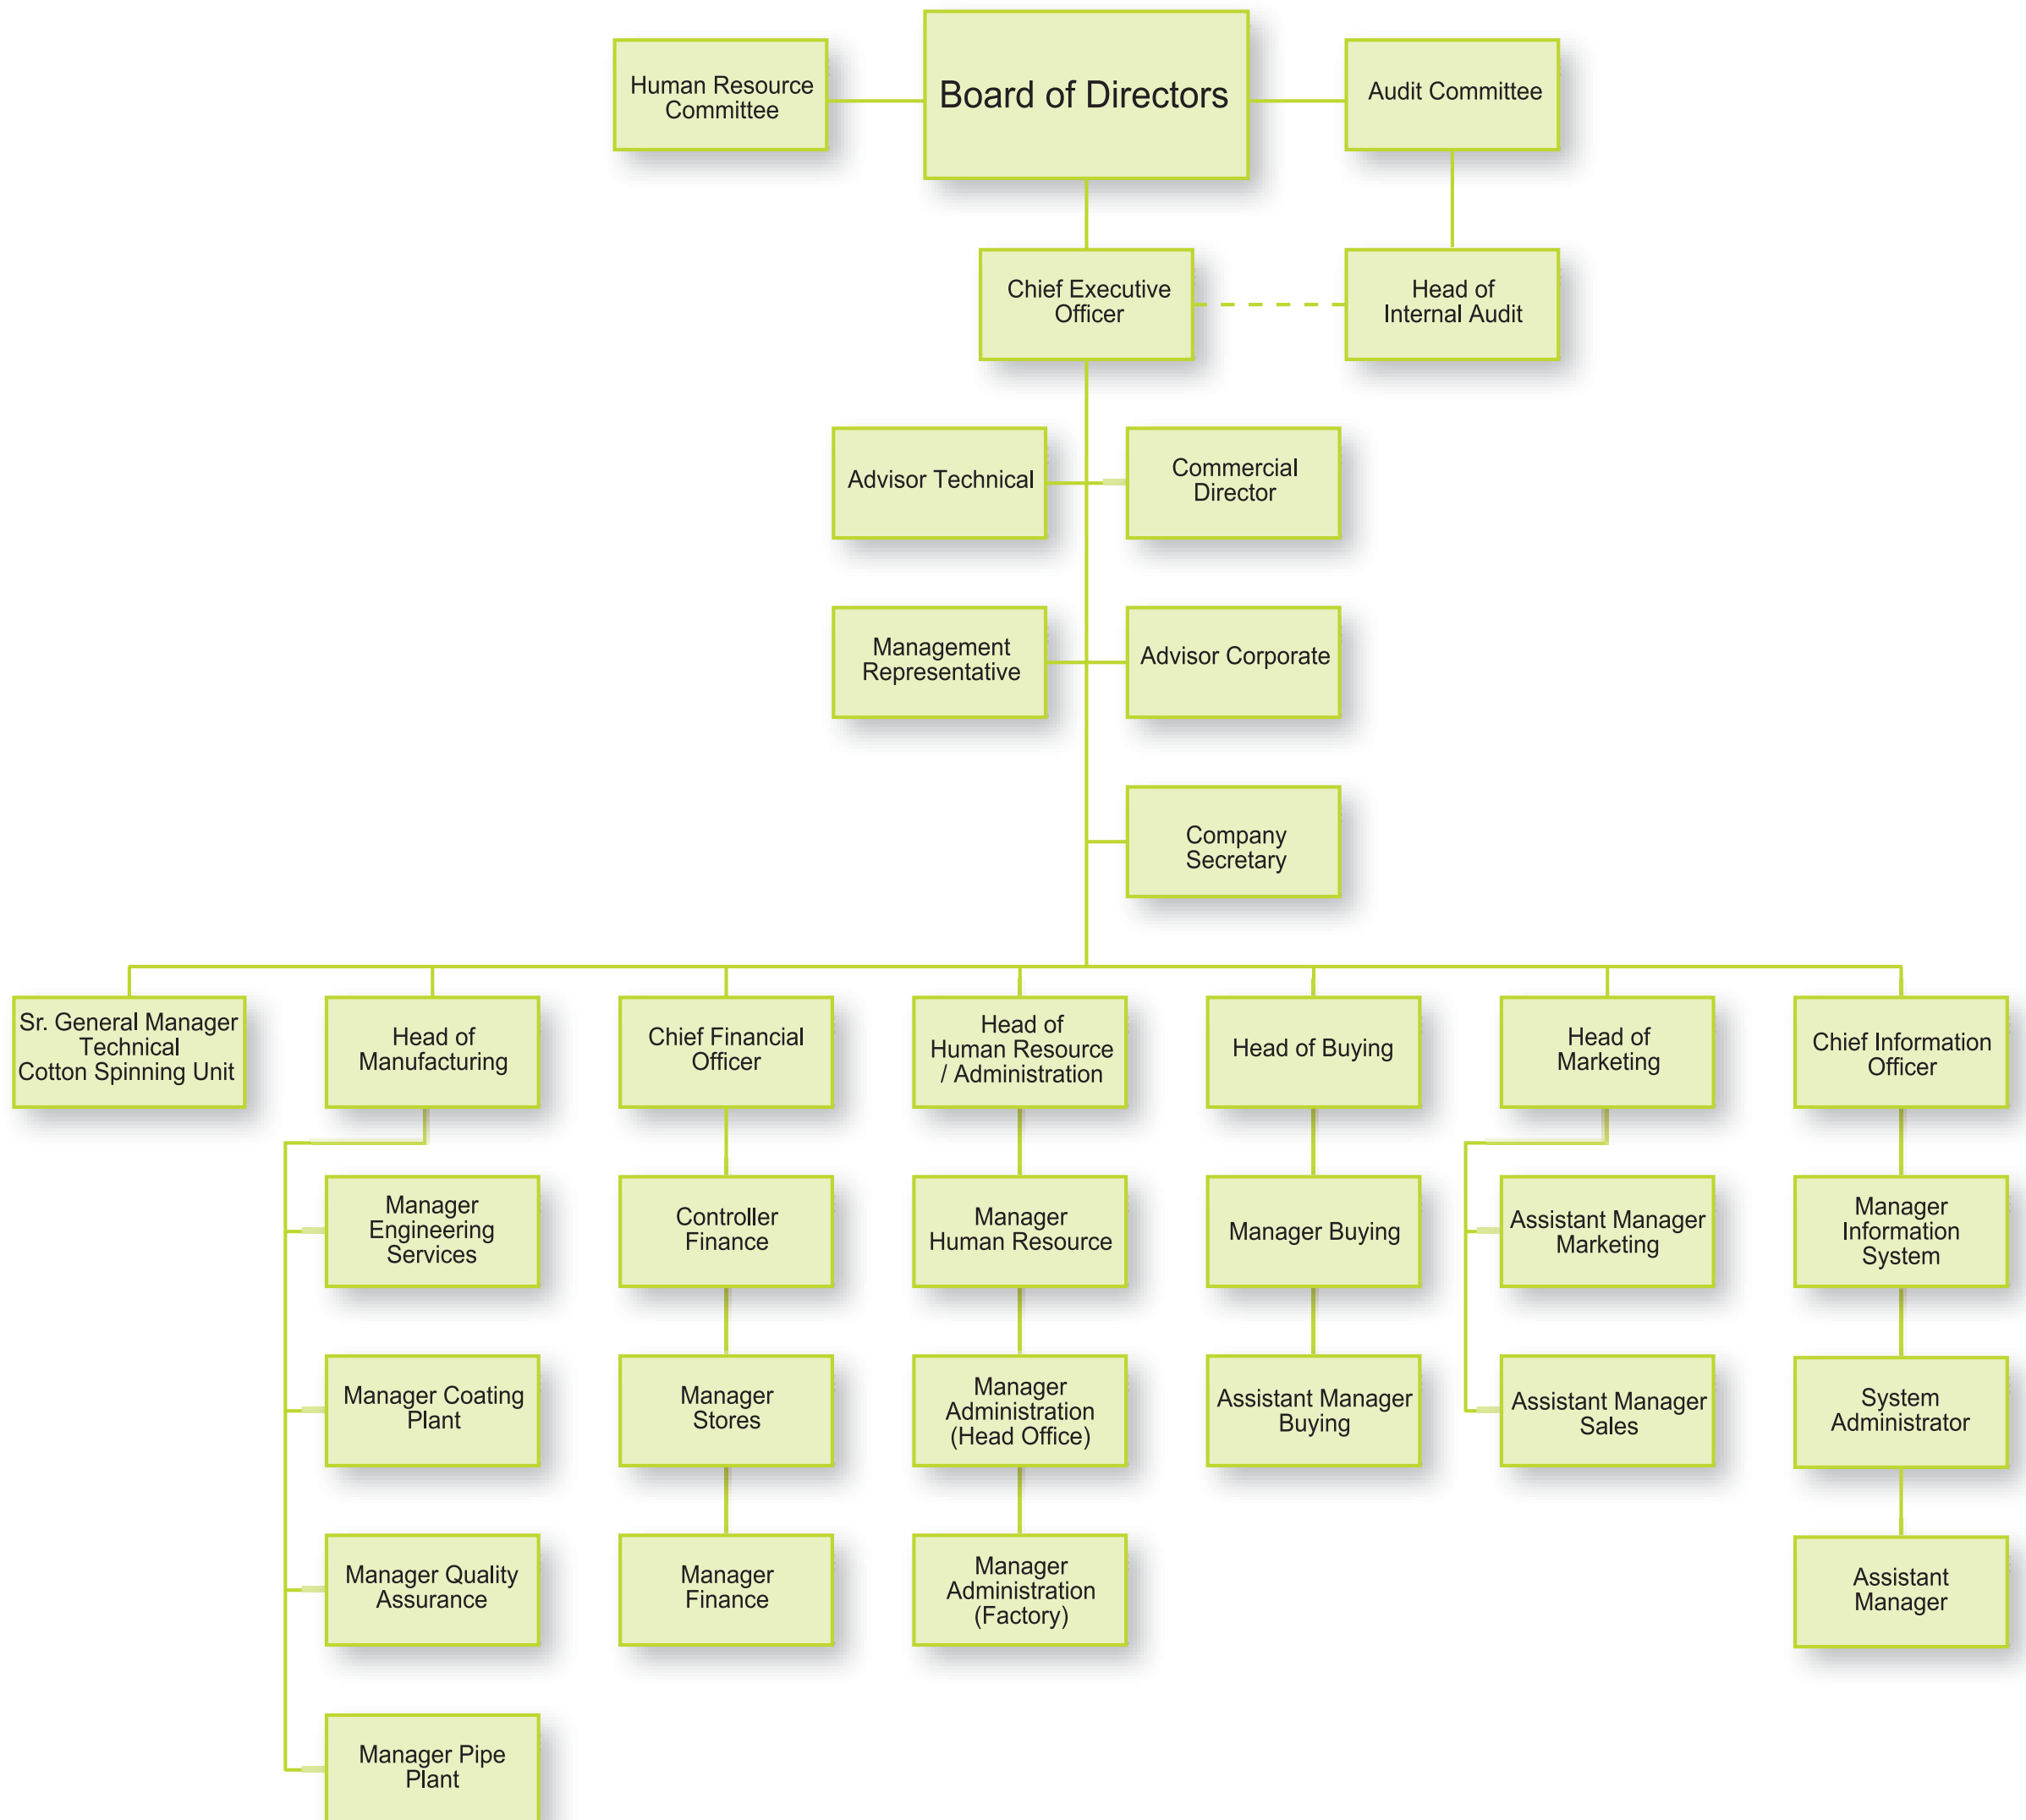 Human Resource
Committee
Board of Directors
Audit Committee
Chief Executive
Officer
Head of
Internal Audit
Advisor Technical
Commercial
Director
Management
Representative
Advisor Corporate
Company
Secretary
Sr. General Manager
Technical
Cotton Spinning Unit
Head of
Manufacturing
Chief Financial
Officer
Head of
Human Resource
/ Administration
Head of Buying
Head of
Marketing
Chief Information
Officer
Manager
Engineering
Services
Controller
Finance
Manager
Human Resource
Manager Buying
Assistant Manager
Marketing
Manager
Information
System
Manager Coating
Plant
Manager
Stores
Manager
Administration
(Head Office)
Assistant Manager
Buying
Assistant Manager
Sales
System
Administrator
Manager Quality
Assurance
Manager
Finance
Manager
Administration
(Factory)
Assistant
Manager
Manager Pipe
Plant